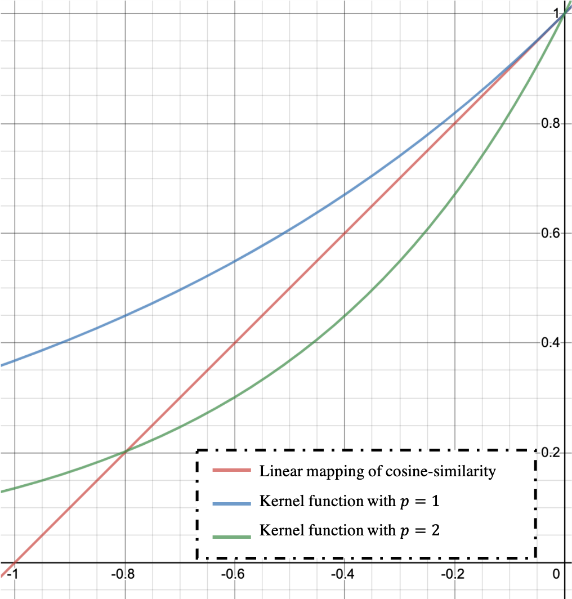 1
0.8
0.6
0.4
0.2
Linear mapping of cosine-similarity
Kernel function with p = 1
Kernel function with p = 2
-1 -0.8 -0.6 -0.4 -0.2 0